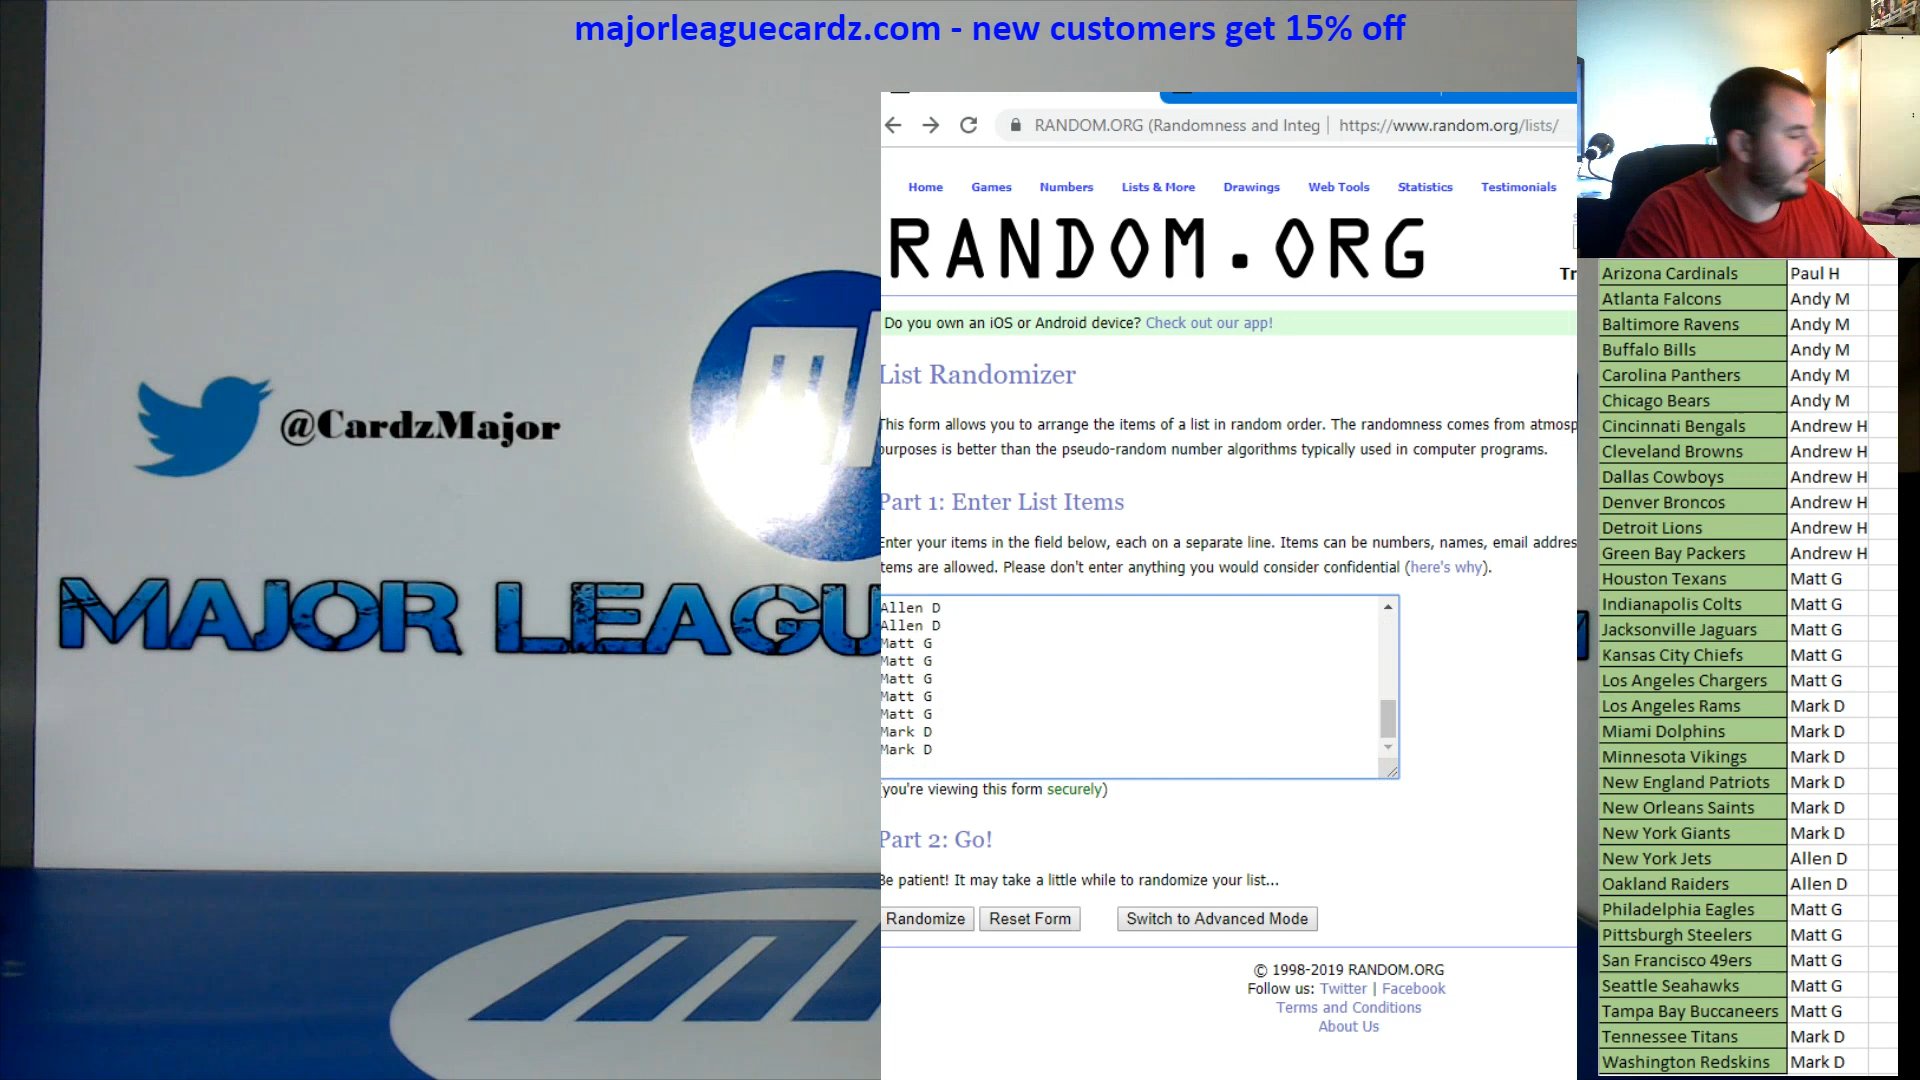 majorleaguecardz.com - new customers get 15% off
RANDOM.ORG (Randomness and Integ | https://www.random.org/lists/
Home Games Numbers Lists & More Drawings Web Tools Statistics Testimonials
RANDOM.ORG
Tr
Do you own an iOS or Android device? Check out our app!
List Randomizer
This form allows you to arrange the items of a list in random order. The randomness comes from atmosp
purposes is better than the pseudo-random number algorithms typically used in computer programs.
Part 1: Enter List Items
Enter your items in the field below, each on a separate line. Items can be numbers, names, email addres
items are allowed. Please don't enter anything you would consider confidential (here's why).
Allen D
Allen D
Matt G
Matt G
Matt G
Matt G
Matt G
Mark D
Mark D
(you're viewing this form securely)
Part 2: Go!
Be patient! It may take a little while to randomize your list...
Randomize Reset Form Switch to Advanced Mode
© 1998-2019 RANDOM.ORG
Follow us: Twitter | Facebook
Terms and Conditions
About Us
@CardzMajor
MAJOR LEAGU
Arizona Cardinals Paul H
Atlanta Falcons Andy M
Baltimore Ravens Andy M
Buffalo Bills Andy M
Carolina Panthers Andy M
Chicago Bears Andy M
Cincinnati Bengals Andrew H
Cleveland Browns Andrew H
Dallas Cowboys Andrew H
Denver Broncos Andrew H
Detroit Lions Andrew H
Green Bay Packers Andrew H
Houston Texans Matt G
Indianapolis Colts Matt G
Jacksonville Jaguars Matt G
Kansas City Chiefs Matt G
Los Angeles Chargers Matt G
Los Angeles Rams Mark D
Miami Dolphins Mark D
Minnesota Vikings Mark D
New England Patriots Mark D
New Orleans Saints Mark D
New York Giants Mark D
New York Jets Allen D
Oakland Raiders Allen D
Philadelphia Eagles Matt G
Pittsburgh Steelers Matt G
San Francisco 49ers Matt G
Seattle Seahawks Matt G
Tampa Bay Buccaneers Matt G
Tennessee Titans Mark D
Washington Redskins Mark D